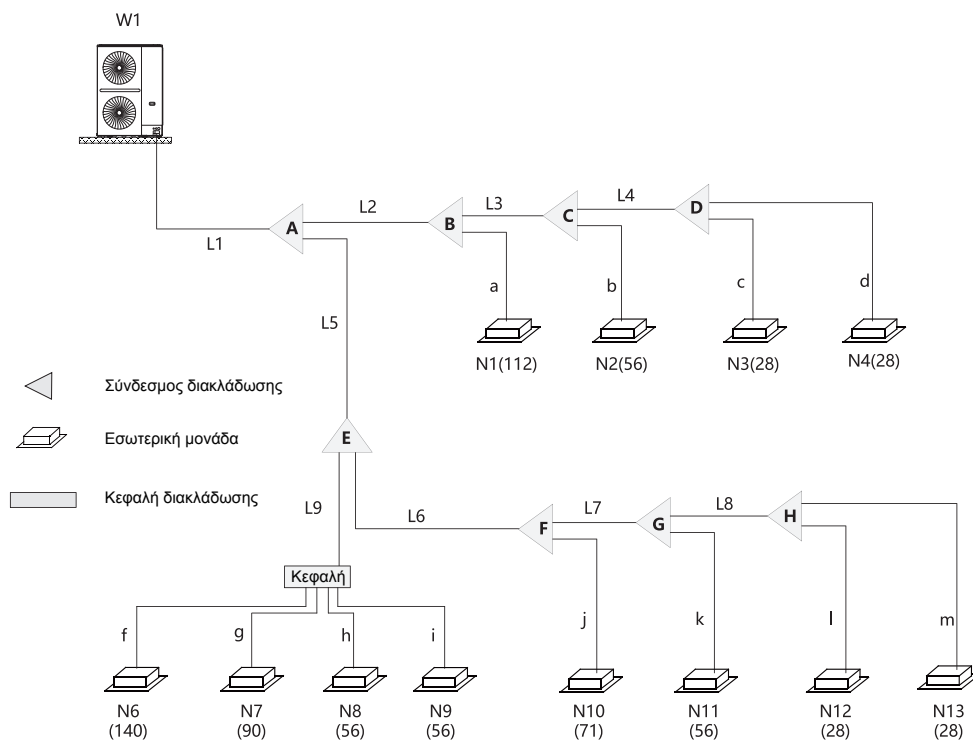 W1
L1
A
L2
B
L3
C
L4
D
a
b
c
d
N1(112)
N2(56)
N3(28)
N4(28)
L5
Σύνδεσμος διακλάδωσης
Εσωτερική μονάδα
Κεφαλή διακλάδωσης
E
L9
L6
F
L7
G
L8
H
Κεφαλή
f
g
h
i
j
k
l
m
N6
(140)
N7
(90)
N8
(56)
N9
(56)
N10
(71)
N11
(56)
N12
(28)
N13
(28)